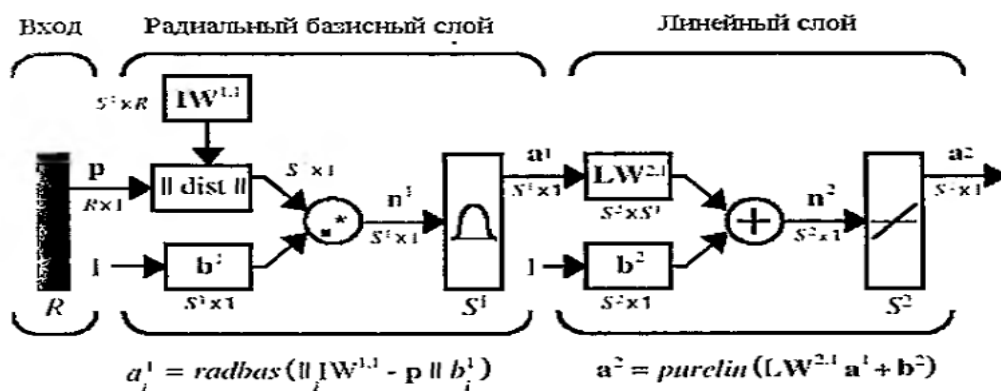 Вход
Радиальный базисный слой
Линейный слой
S¹×R
IW¹·¹
p
R×1
|| dist ||
S¹×1
1
b¹
S¹×1
.*
n¹
S¹×1
a¹
S¹×1
R
S¹
LW²·¹
S²×S¹
1
b²
S²×1
+
n²
S²×1
a²
S²×1
S²
aᵢ¹ = radbas(|| ᵢIW¹·¹ - p || bᵢ¹)
a² = purelin(LW²·¹ a¹ + b²)